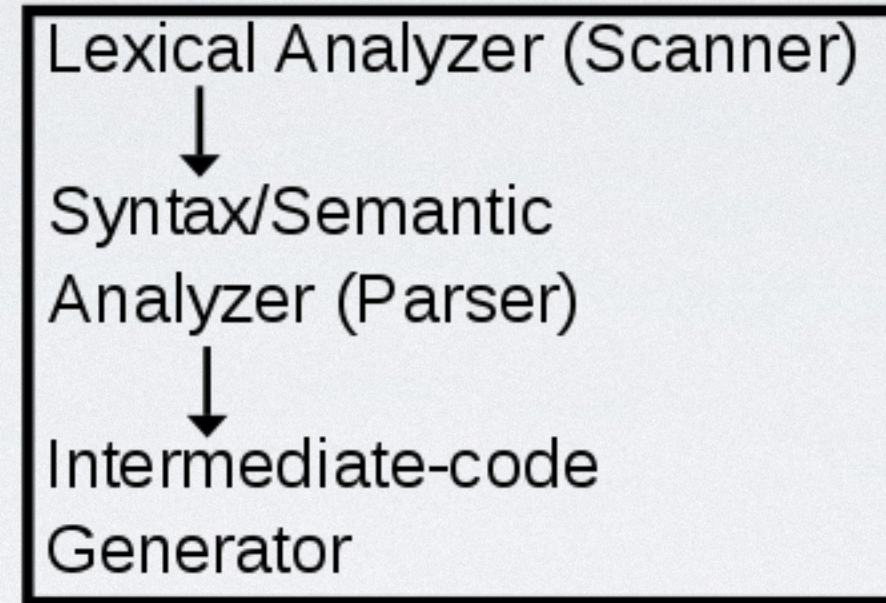 Lexical Analyzer (Scanner)
Syntax/Semantic
Analyzer (Parser)
Intermediate-code
Generator